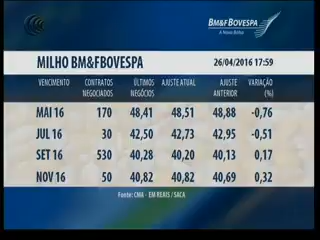 BM&FBOVESPA
A Nova Bolsa
MILHO BM&FBOVESPA 26/04/2016 17:59
VENCIMENTO CONTRATOS NEGOCIADOS ÚLTIMOS NEGÓCIOS AJUSTE ATUAL AJUSTE ANTERIOR VARIAÇÃO (%)
MAI 16 170 48,41 48,51 48,88 -0,76
JUL 16 30 42,50 42,73 42,95 -0,51
SET 16 530 40,28 40,20 40,13 0,17
NOV 16 50 40,82 40,82 40,69 0,32
Fonte: CMA - EM REAIS / SACA